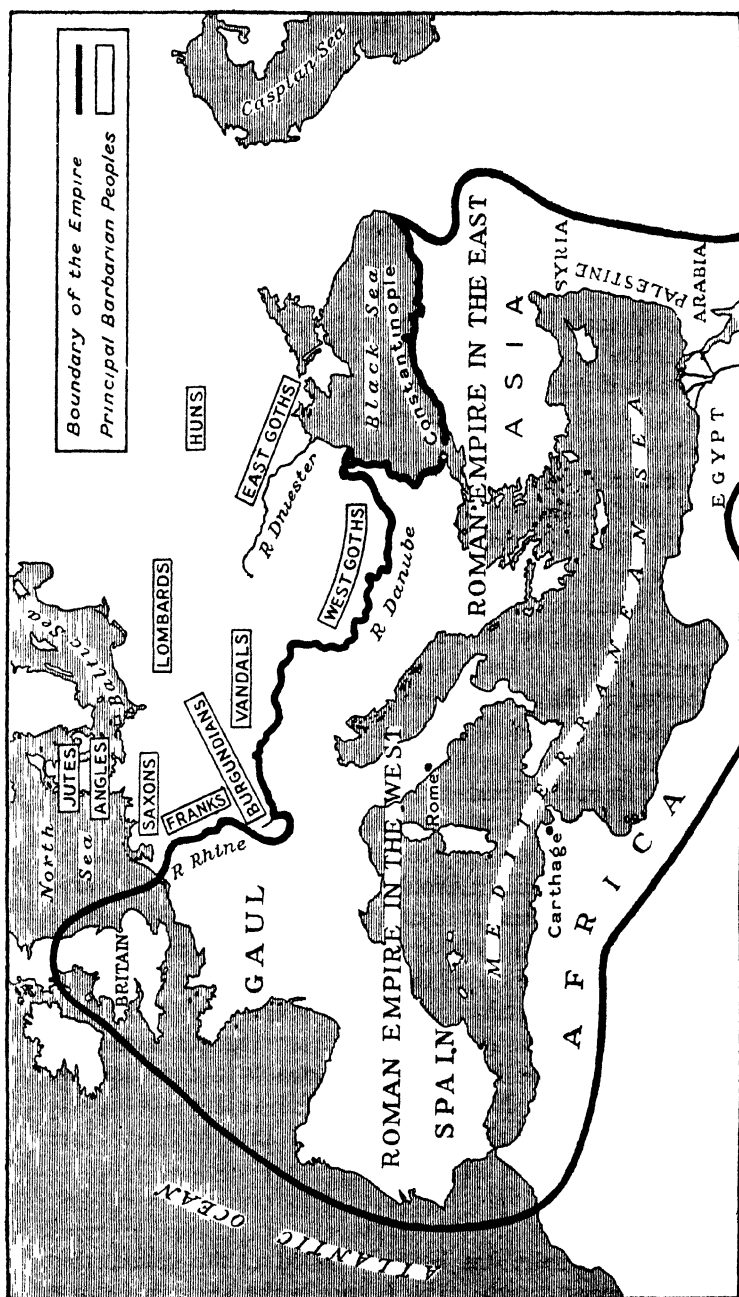 Boundary of the Empire
Principal Barbarian Peoples
Caspian Sea
HUNS
EAST GOTHS
R Dniester
Black Sea
Constantinople
WEST GOTHS
R Danube
LOMBARDS
VANDALS
BURGUNDIANS
Baltic Sea
JUTES
ANGLES
SAXONS
FRANKS
North
Sea
R Rhine
BRITAIN
GAUL
ROMAN EMPIRE IN THE WEST
ROMAN EMPIRE IN THE EAST
ASIA
SYRIA
PALESTINE
ARABIA
EGYPT
MEDITERRANEAN SEA
Rome
SPAIN
Carthage
AFRICA
ATLANTIC
OCEAN